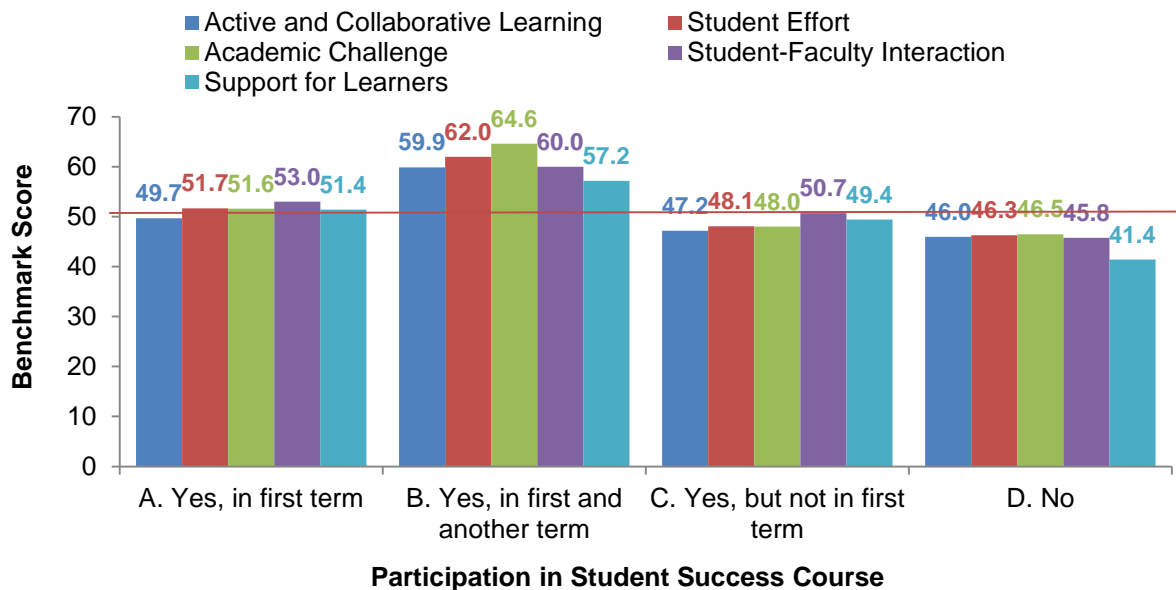 Active and Collaborative Learning
Student Effort
Academic Challenge
Student-Faculty Interaction
Support for Learners
Benchmark Score
70
60
50
40
30
20
10
0
49.7 51.7 51.6 53.0 51.4
59.9 62.0 64.6 60.0 57.2
47.2 48.1 48.0 50.7 49.4
46.0 46.3 46.5 45.8 41.4
A. Yes, in first term
B. Yes, in first and
another term
C. Yes, but not in first
term
D. No
Participation in Student Success Course